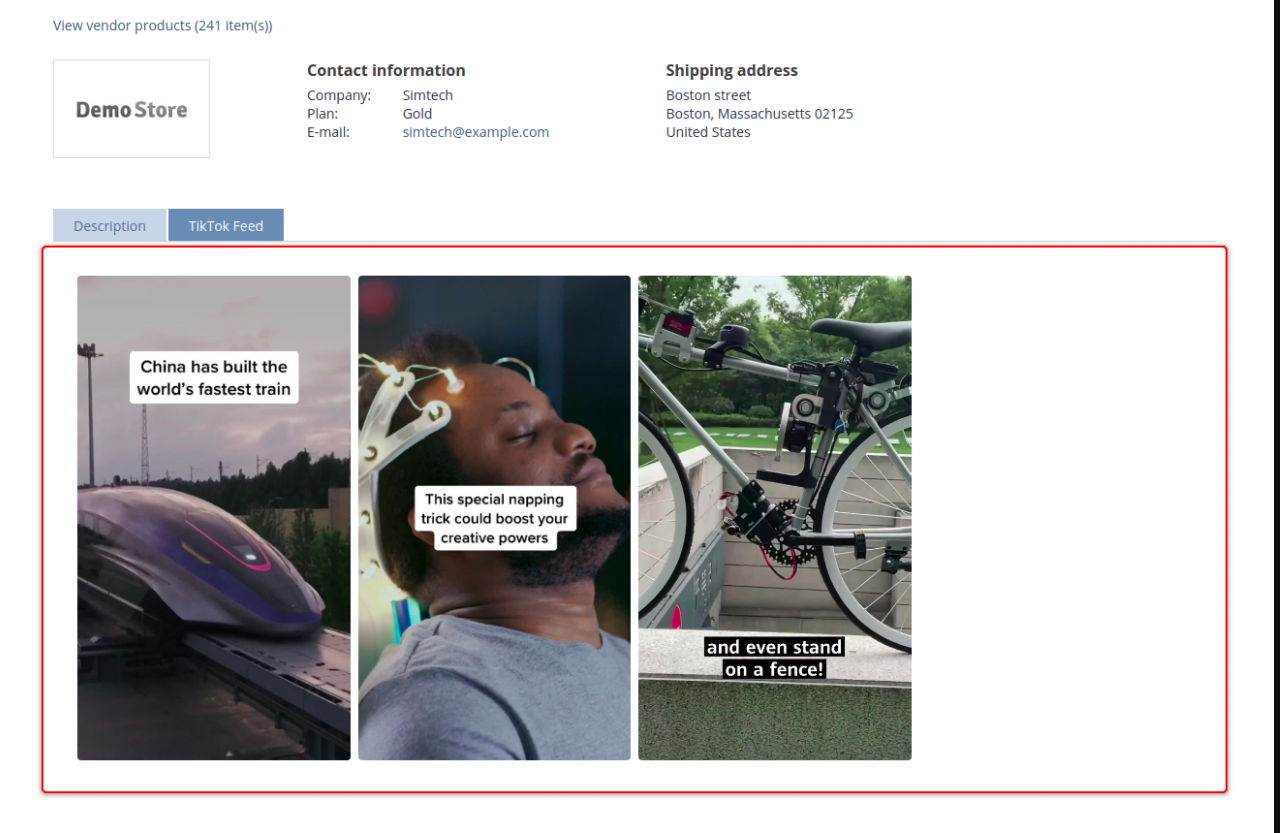 View vendor products (241 item(s))
Demo Store
Contact information
Company: Simtech
Plan: Gold
E-mail: simtech@example.com
Shipping address
Boston street
Boston, Massachusetts 02125
United States
Description
TikTok Feed
China has built the
world's fastest train
This special napping
trick could boost your
creative powers
and even stand
on a fence!